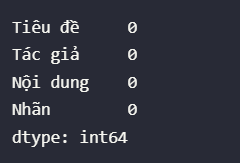 Tiêu đề 0
Tác giả 0
Nội dung 0
Nhãn 0
dtype: int64